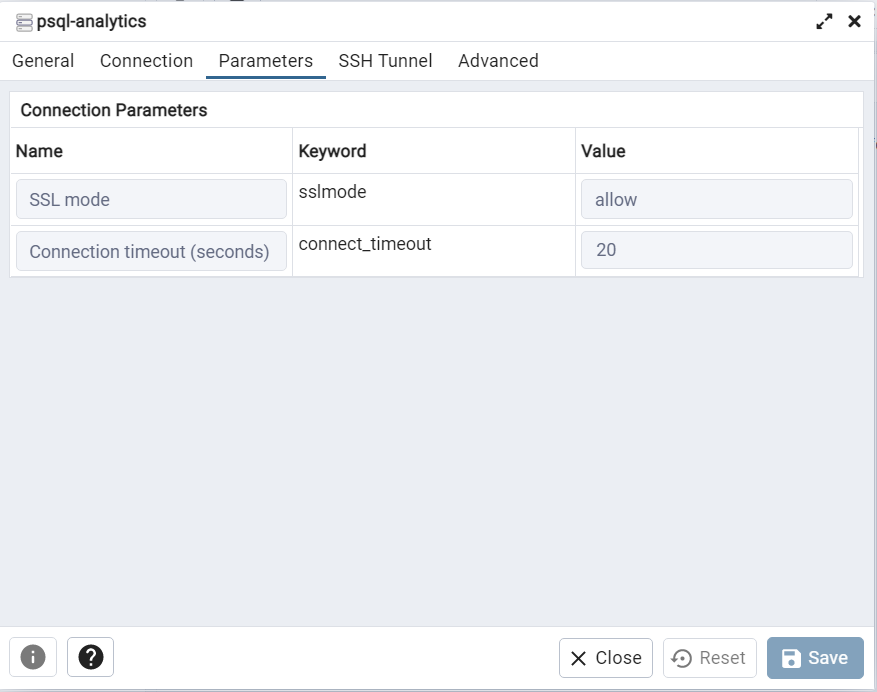 psql-analytics
General Connection Parameters SSH Tunnel Advanced
Connection Parameters
Name Keyword Value
SSL mode sslmode allow
Connection timeout (seconds) connect_timeout 20
Close Reset Save